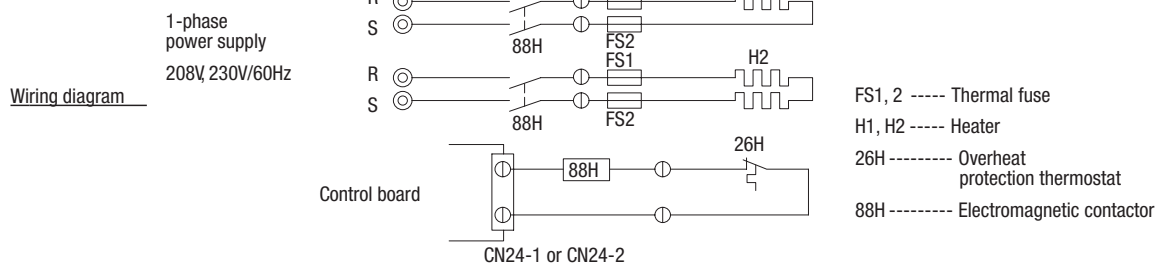 R
1-phase
power supply
S
88H
FS2
208V, 230V/60Hz
FS1
H2
R
Wiring diagram
S
88H
FS2
FS1, 2 ----- Thermal fuse
H1, H2 ----- Heater
26H --------- Overheat
protection thermostat
88H --------- Electromagnetic contactor
26H
88H
Control board
CN24-1 or CN24-2